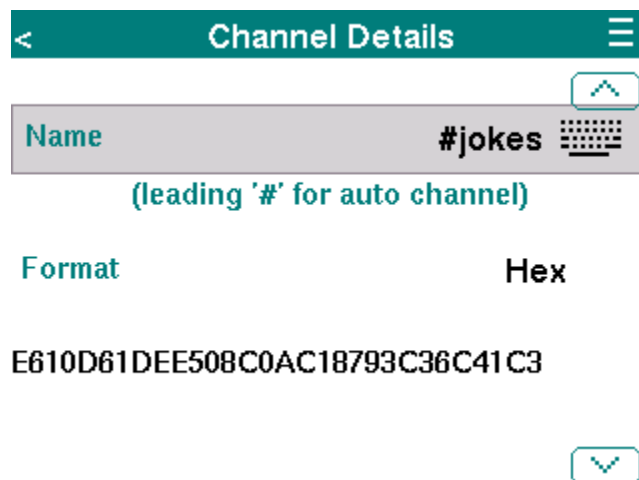 < Channel Details
Name #jokes
(leading '#' for auto channel)
Format Hex
E610D61DEE508C0AC18793C36C41C3